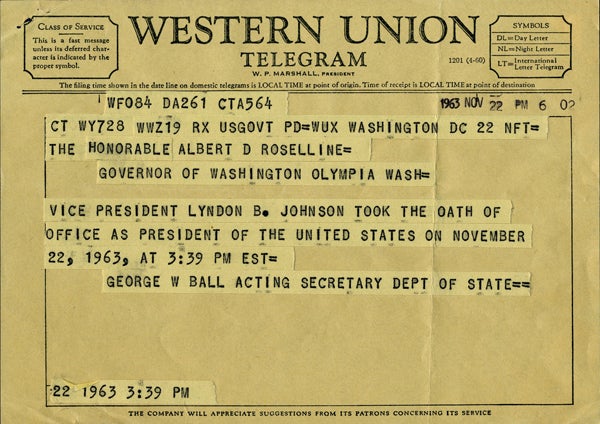 CLASS OF SERVICE
This is a fast message
unless its deferred char-
acter is indicated by the
proper symbol.
WESTERN UNION
TELEGRAM
W. P. MARSHALL, PRESIDENT
1201 (4-60)
SYMBOLS
DL=Day Letter
NL=Night Letter
LT=International
Letter Telegram
The filing time shown in the date line on domestic telegrams is LOCAL TIME at point of origin. Time of receipt is LOCAL TIME at point of destination
WF084 DA261 CTA564
1963 NOV 22 PM 6 02
CT WY728 WWZ19 RX USGOVT PD=WUX WASHINGTON DC 22 NFT=
THE HONORABLE ALBERT D ROSELLINE=
GOVERNOR OF WASHINGTON OLYMPIA WASH=
VICE PRESIDENT LYNDON B. JOHNSON TOOK THE OATH OF
OFFICE AS PRESIDENT OF THE UNITED STATES ON NOVEMBER
22, 1963, AT 3:39 PM EST=
GEORGE W BALL ACTING SECRETARY DEPT OF STATE==
22 1963 3:39 PM
THE COMPANY WILL APPRECIATE SUGGESTIONS FROM ITS PATRONS CONCERNING ITS SERVICE